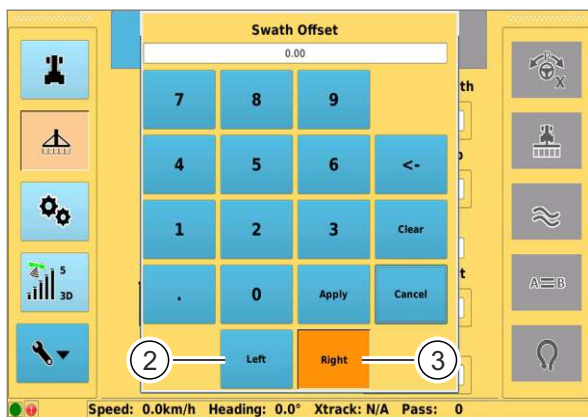 Swath Offset
0.00
7 8 9 th
4 5 6 <-
5
3D
1 2 3 Clear
A B
t
. 0 Apply Cancel
2 Left Right 3
Speed: 0.0km/h Heading: 0.0° Xtrack: N/A Pass: 0